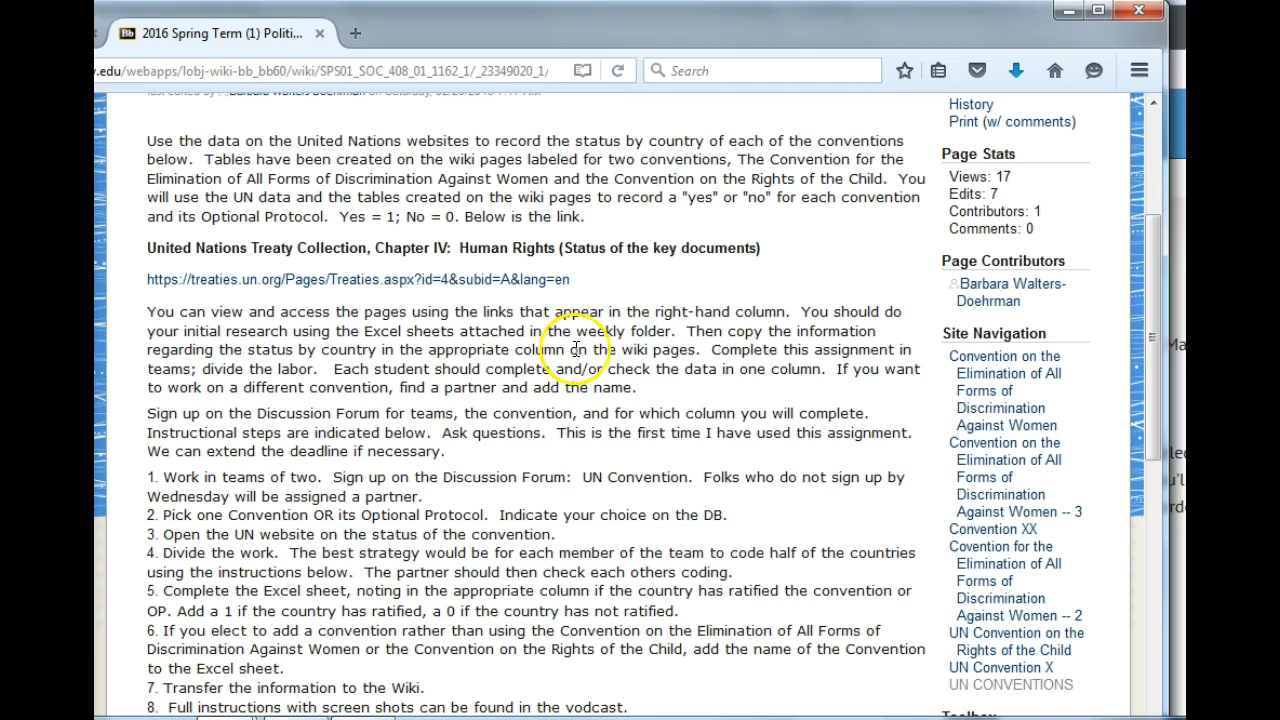 2016 Spring Term (1) Politi...
.edu/webapps/lobj-wiki-bb_bb60/wiki/SPS01_SOC_408_01_1162_1/_23349020_1/
Search
last edited by Barbara Walters-Doehrman on Saturday,
Use the data on the United Nations websites to record the status by country of each of the conventions
below. Tables have been created on the wiki pages labeled for two conventions, The Convention for the
Elimination of All Forms of Discrimination Against Women and the Convention on the Rights of the Child. You
will use the UN data and the tables created on the wiki pages to record a "yes" or "no" for each convention
and its Optional Protocol. Yes = 1; No = 0. Below is the link.
United Nations Treaty Collection, Chapter IV: Human Rights (Status of the key documents)
https://treaties.un.org/Pages/Treaties.aspx?id=4&subid=A&lang=en
You can view and access the pages using the links that appear in the right-hand column. You should do
your initial research using the Excel sheets attached in the weekly folder. Then copy the information
regarding the status by country in the appropriate column on the wiki pages. Complete this assignment in
teams; divide the labor. Each student should complete and/or check the data in one column. If you want
to work on a different convention, find a partner and add the name.
Sign up on the Discussion Forum for teams, the convention, and for which column you will complete.
Instructional steps are indicated below. Ask questions. This is the first time I have used this assignment.
We can extend the deadline if necessary.
1. Work in teams of two. Sign up on the Discussion Forum: UN Convention. Folks who do not sign up by
Wednesday will be assigned a partner.
2. Pick one Convention OR its Optional Protocol. Indicate your choice on the DB.
3. Open the UN website on the status of the convention.
4. Divide the work. The best strategy would be for each member of the team to code half of the countries
using the instructions below. The partner should then check each others coding.
5. Complete the Excel sheet, noting in the appropriate column if the country has ratified the convention or
OP. Add a 1 if the country has ratified, a 0 if the country has not ratified.
6. If you elect to add a convention rather than using the Convention on the Elimination of All Forms of
Discrimination Against Women or the Convention on the Rights of the Child, add the name of the Convention
to the Excel sheet.
7. Transfer the information to the Wiki.
8. Full instructions with screen shots can be found in the vodcast.
History
Print (w/ comments)
Page Stats
Views: 17
Edits: 7
Contributors: 1
Comments: 0
Page Contributors
Barbara Walters-
Doehrman
Site Navigation
Convention on the
Elimination of All
Forms of
Discrimination
Against Women
Convention on the
Elimination of All
Forms of
Discrimination
Against Women -- 3
Convention XX
Covention for the
Elimination of All
Forms of
Discrimination
Against Women -- 2
UN Convention on the
Rights of the Child
UN Convention X
UN CONVENTIONS
Toolbox